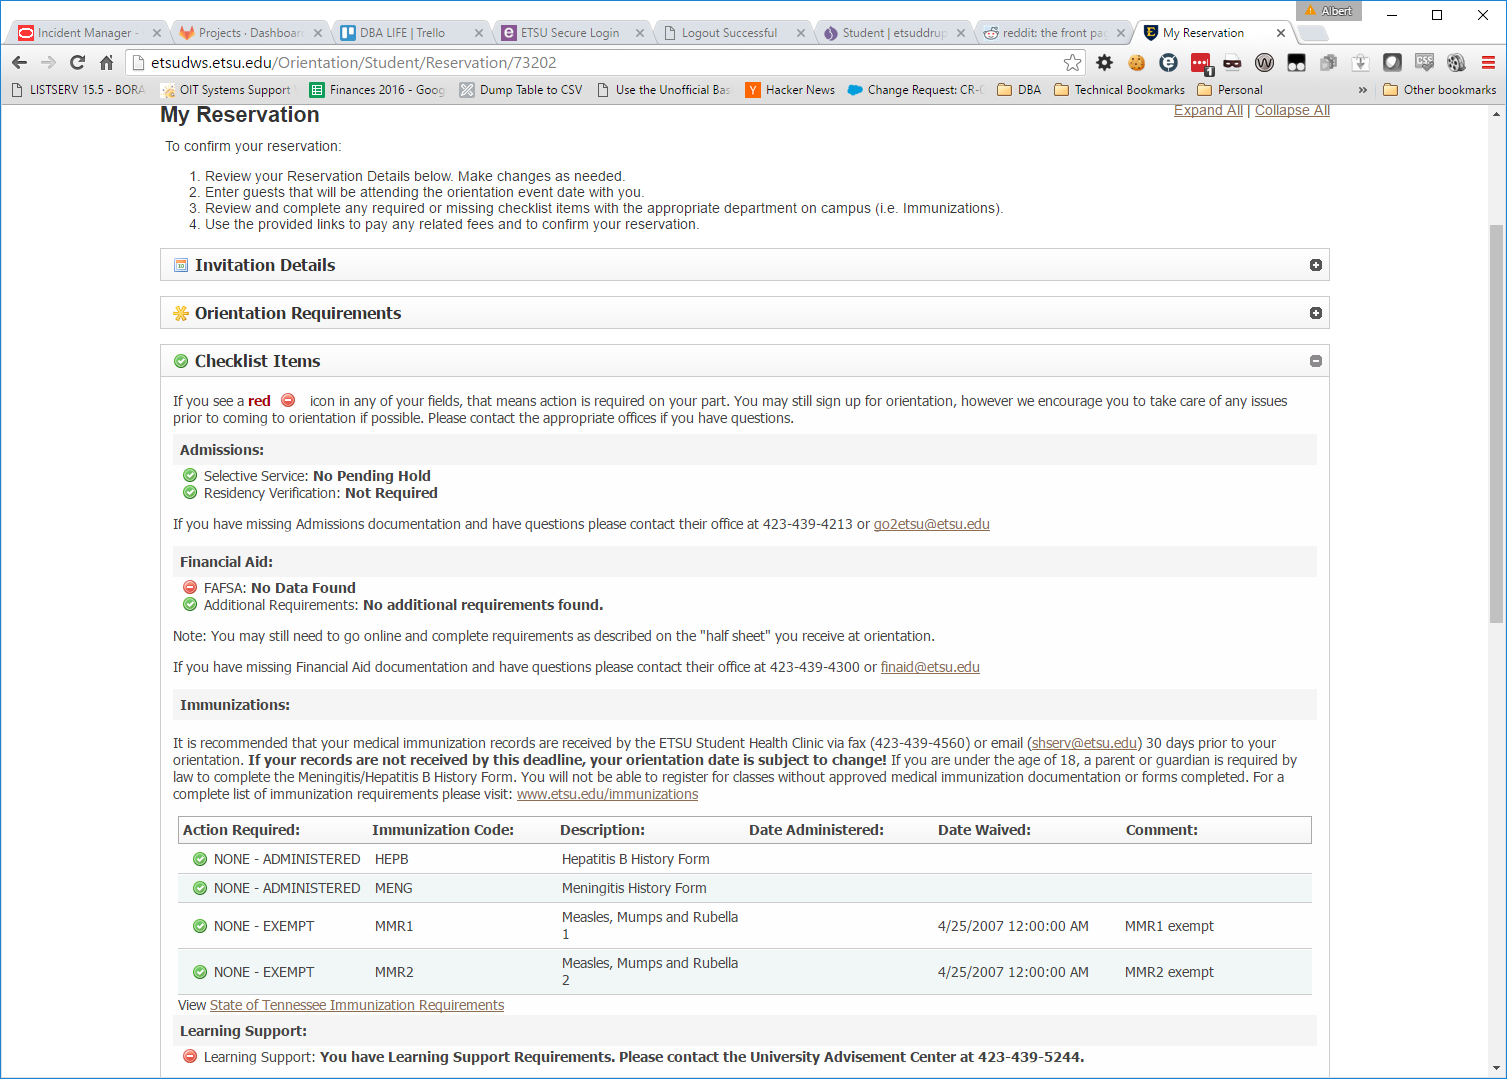 Albert
Incident Manager -
Projects · Dashboard
DBA LIFE | Trello
ETSU Secure Login
Logout Successful
Student | etsuddrup
reddit: the front pag
My Reservation
etsudws.etsu.edu/Orientation/Student/Reservation/73202
LISTSERV 15.5 - BORA
OIT Systems Support
Finances 2016 - Goog
Dump Table to CSV
Use the Unofficial Bas
Hacker News
Change Request: CR-0
DBA
Technical Bookmarks
Personal
»
Other bookmarks
My Reservation
Expand All | Collapse All
To confirm your reservation:
1. Review your Reservation Details below. Make changes as needed.
2. Enter guests that will be attending the orientation event date with you.
3. Review and complete any required or missing checklist items with the appropriate department on campus (i.e. Immunizations).
4. Use the provided links to pay any related fees and to confirm your reservation.
Invitation Details
Orientation Requirements
Checklist Items
If you see a red icon in any of your fields, that means action is required on your part. You may still sign up for orientation, however we encourage you to take care of any issues
prior to coming to orientation if possible. Please contact the appropriate offices if you have questions.
Admissions:
Selective Service: No Pending Hold
Residency Verification: Not Required
If you have missing Admissions documentation and have questions please contact their office at 423-439-4213 or go2etsu@etsu.edu
Financial Aid:
FAFSA: No Data Found
Additional Requirements: No additional requirements found.
Note: You may still need to go online and complete requirements as described on the "half sheet" you receive at orientation.
If you have missing Financial Aid documentation and have questions please contact their office at 423-439-4300 or finaid@etsu.edu
Immunizations:
It is recommended that your medical immunization records are received by the ETSU Student Health Clinic via fax (423-439-4560) or email (shserv@etsu.edu) 30 days prior to your
orientation. If your records are not received by this deadline, your orientation date is subject to change! If you are under the age of 18, a parent or guardian is required by
law to complete the Meningitis/Hepatitis B History Form. You will not be able to register for classes without approved medical immunization documentation or forms completed. For a
complete list of immunization requirements please visit: www.etsu.edu/immunizations
Action Required: Immunization Code: Description: Date Administered: Date Waived: Comment:
NONE - ADMINISTERED HEPB Hepatitis B History Form
NONE - ADMINISTERED MENG Meningitis History Form
NONE - EXEMPT MMR1 Measles, Mumps and Rubella 1 4/25/2007 12:00:00 AM MMR1 exempt
NONE - EXEMPT MMR2 Measles, Mumps and Rubella 2 4/25/2007 12:00:00 AM MMR2 exempt
View State of Tennessee Immunization Requirements
Learning Support:
Learning Support: You have Learning Support Requirements. Please contact the University Advisement Center at 423-439-5244.